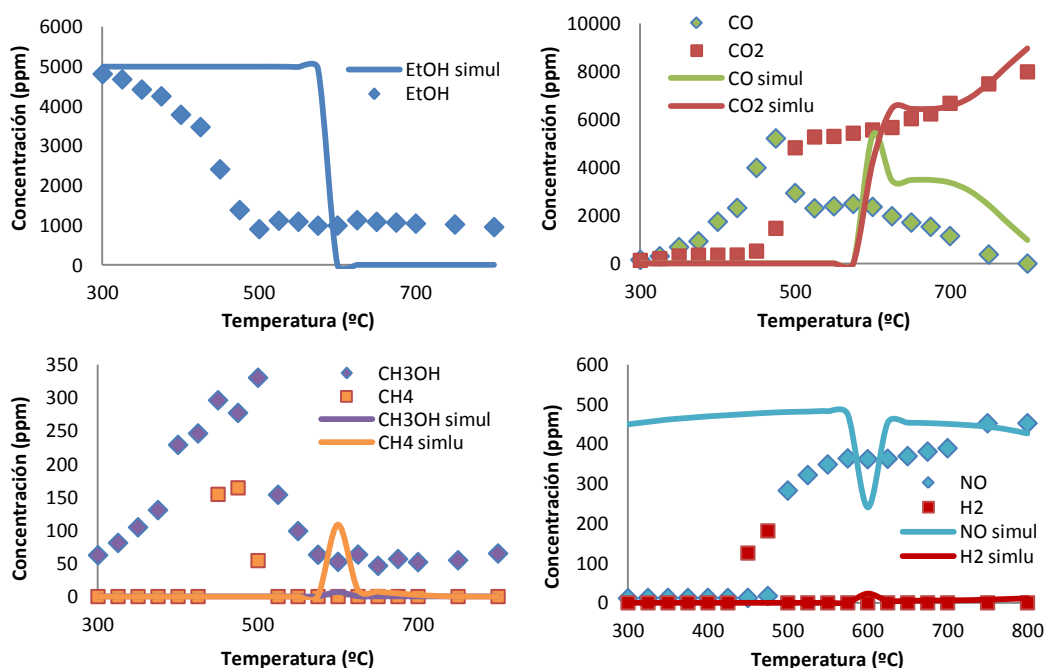 6000
5000
4000
3000
2000
1000
0
300
500
700
Concentración (ppm)
Temperatura (ºC)
EtOH simul
EtOH
10000
8000
6000
4000
2000
0
300
500
700
Concentración (ppm)
Temperatura (ºC)
CO
CO2
CO simul
CO2 simlu
350
300
250
200
150
100
50
0
300
500
700
Concentración (ppm)
Temperatura (ºC)
CH3OH
CH4
CH3OH simul
CH4 simlu
600
500
400
300
200
100
0
300
400
500
600
700
800
Concentración (ppm)
Temperatura (ºC)
NO
H2
NO simul
H2 simlu